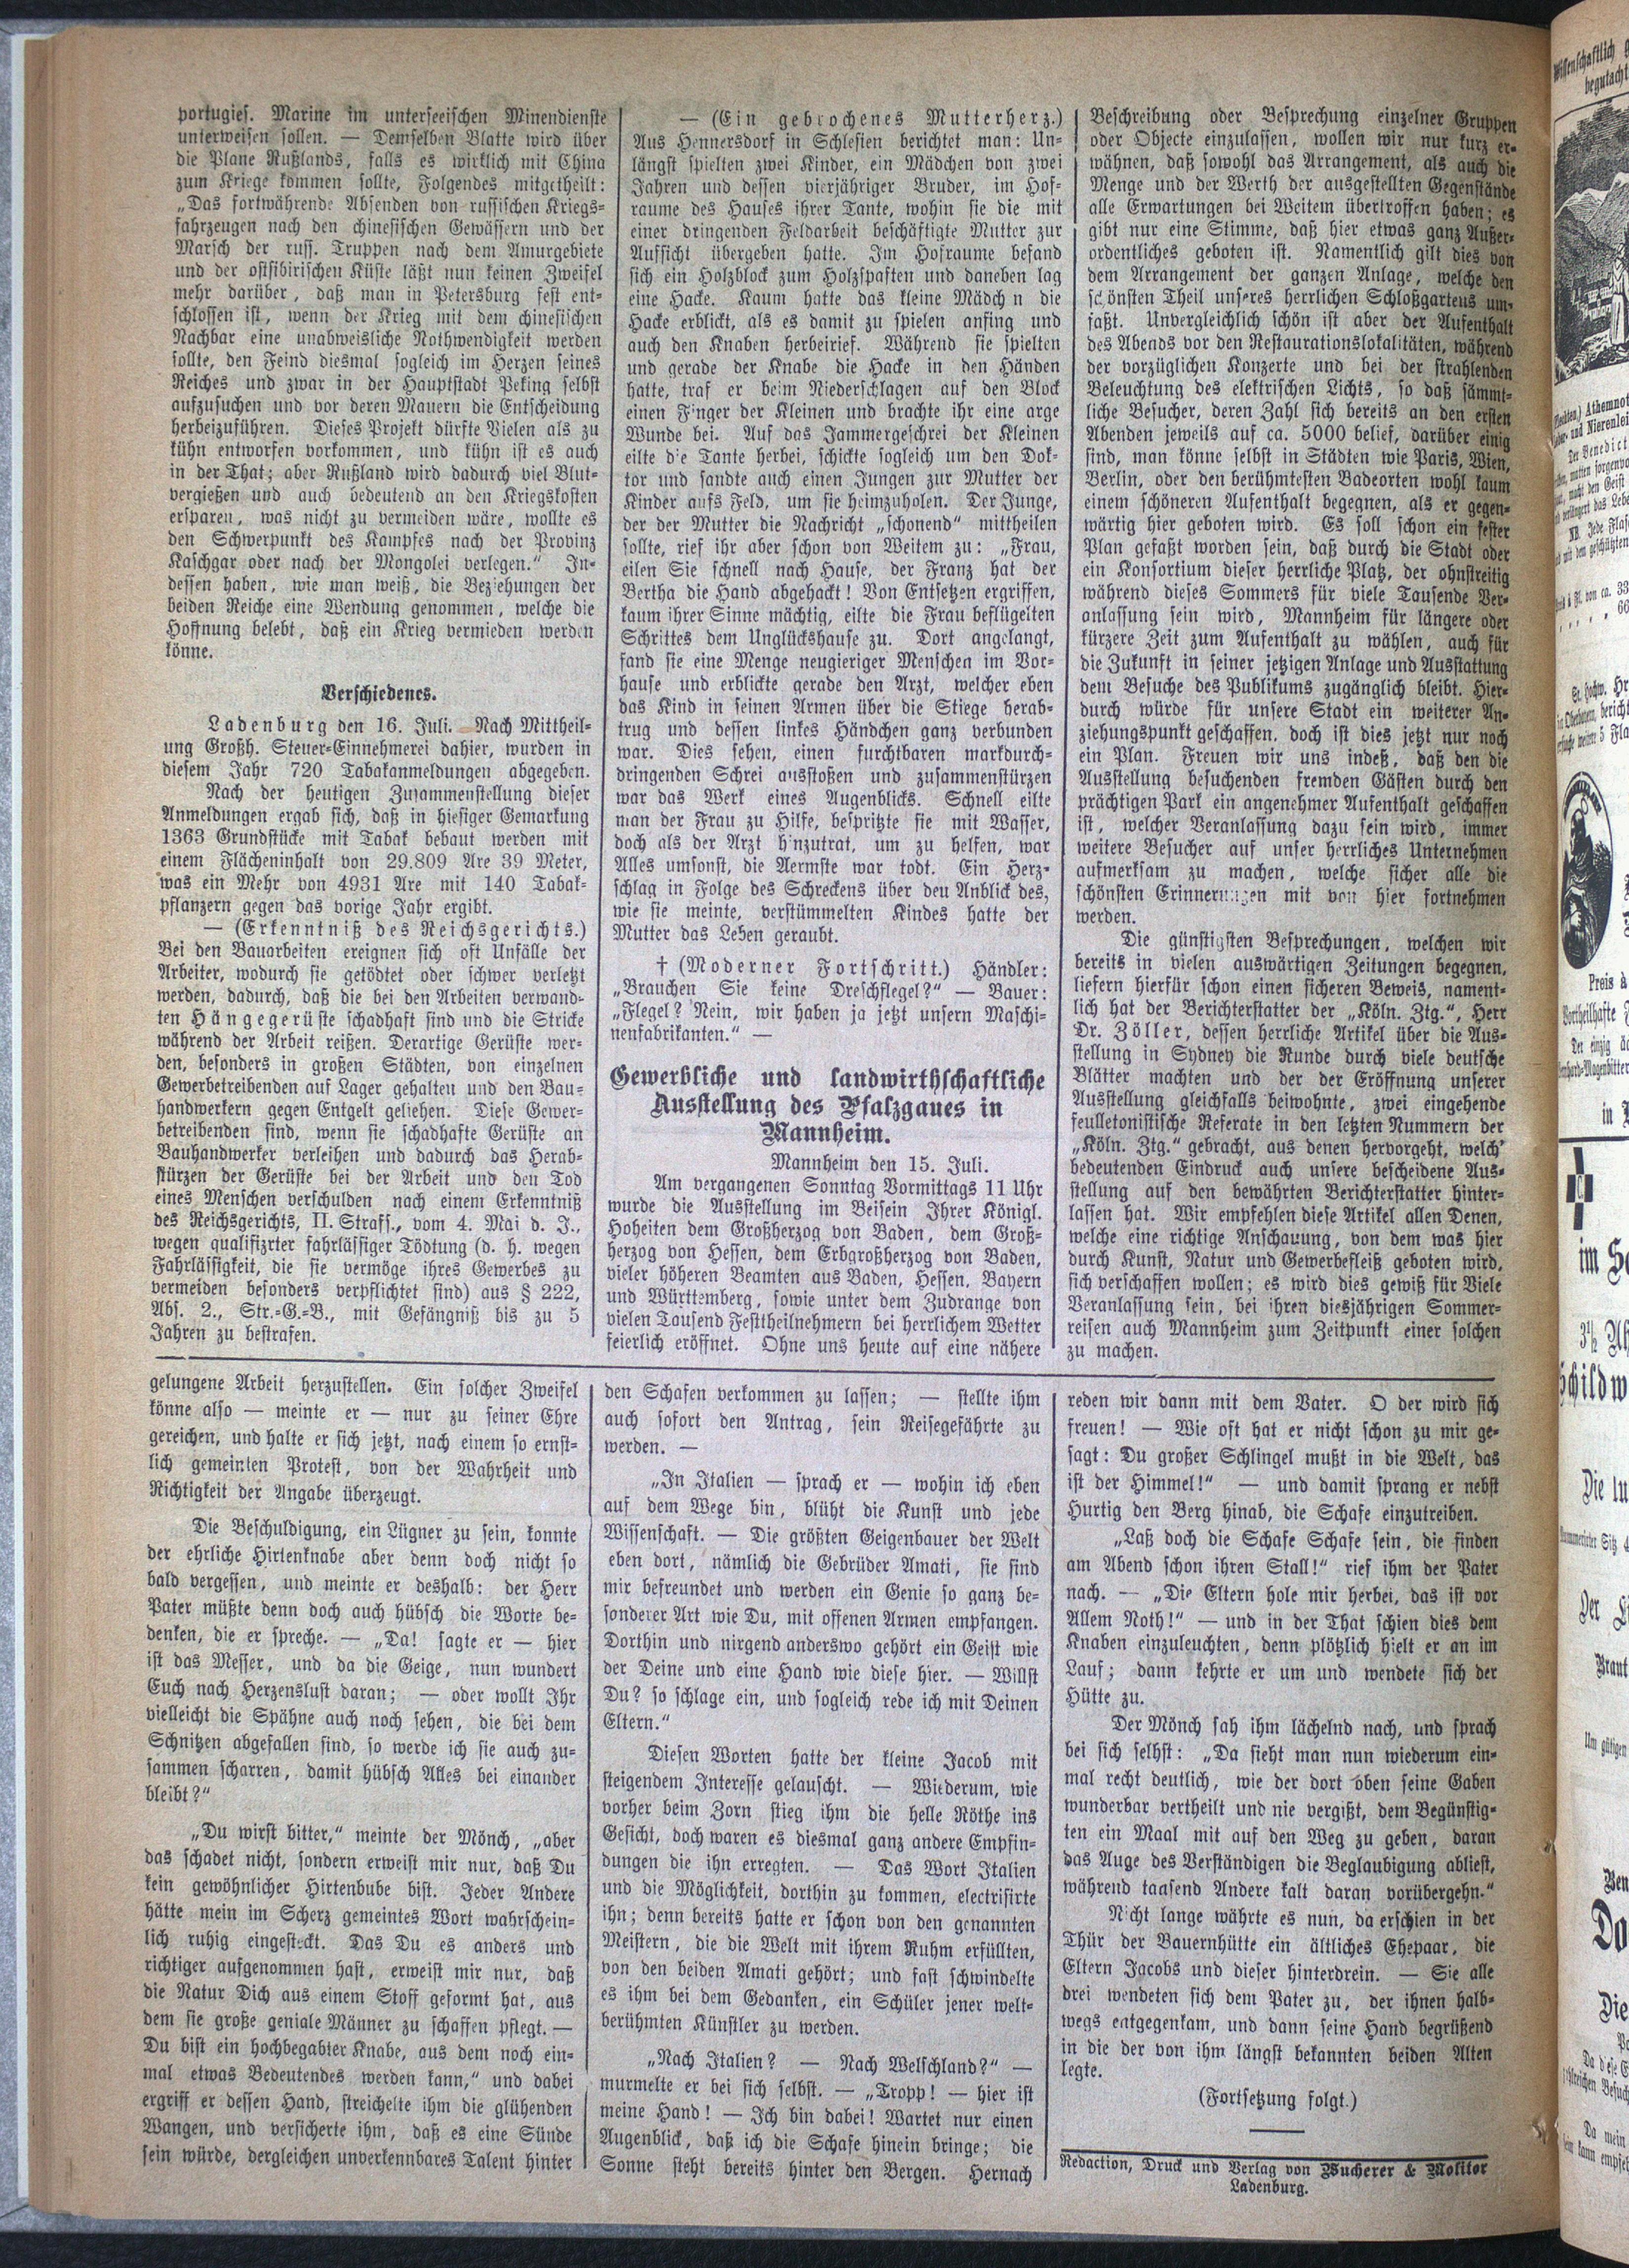 portugies. Marine im unterseeischen Minendienste
unterweisen sollen. — Demselben Blatte wird über
die Plane Rußlands, falls es wirklich mit China
zum Kriege kommen sollte, Folgendes mitgetheilt:
„Das fortwährende Absenden von russischen Kriegs-
fahrzeugen nach den chinesischen Gewässern und der
Marsch der russ. Truppen nach dem Amurgebiete
und der ostsibirischen Küste läßt nun keinen Zweifel
mehr darüber, daß man in Petersburg fest ent-
schlossen ist, wenn der Krieg mit dem chinesischen
Nachbar eine unabweisliche Nothwendigkeit werden
sollte, den Feind diesmal sogleich im Herzen seines
Reiches und zwar in der Hauptstadt Peking selbst
aufzusuchen und vor deren Mauern die Entscheidung
herbeizuführen. Dieses Projekt dürfte Vielen als zu
kühn entworfen vorkommen, und kühn ist es auch
in der That; aber Rußland wird dadurch viel Blut-
vergießen und auch bedeutend an den Kriegskosten
ersparen, was nicht zu vermeiden wäre, wollte es
den Schwerpunkt des Kampfes nach der Provinz
Kaschgar oder nach der Mongolei verlegen.“ In-
dessen haben, wie man weiß, die Beziehungen der
beiden Reiche eine Wendung genommen, welche die
Hoffnung belebt, daß ein Krieg vermieden werden
könne.
Verschiedenes.
Ladenburg den 16. Juli. Nach Mittheil-
ung Großh. Steuer-Einnehmerei dahier, wurden in
diesem Jahr 720 Tabakanmeldungen abgegeben.
Nach der heutigen Zusammenstellung dieser
Anmeldungen ergab sich, daß in hiesiger Gemarkung
1363 Grundstücke mit Tabak bebaut werden mit
einem Flächeninhalt von 29.809 Are 39 Meter,
was ein Mehr von 4931 Are mit 140 Tabak-
pflanzern gegen das vorige Jahr ergibt.
— (Erkenntniß des Reichsgerichts.)
Bei den Bauarbeiten ereignen sich oft Unfälle der
Arbeiter, wodurch sie getödtet oder schwer verletzt
werden, dadurch, daß die bei den Arbeiten verwand-
ten Hängegerüste schadhaft sind und die Stricke
während der Arbeit reißen. Derartige Gerüste wer-
den, besonders in großen Städten, von einzelnen
Gewerbetreibenden auf Lager gehalten und den Bau-
handwerkern gegen Entgelt geliehen. Diese Gewer-
betreibenden sind, wenn sie schadhafte Gerüste an
Bauhandwerker verleihen und dadurch das Herab-
stürzen der Gerüste bei der Arbeit und den Tod
eines Menschen verschulden nach einem Erkenntniß
des Reichsgerichts, II. Straff., vom 4. Mai d. J.,
wegen qualifizrter fahrlässiger Tödtung (d. h. wegen
Fahrlässigkeit, die sie vermöge ihres Gewerbes zu
vermeiden besonders verpflichtet sind) aus § 222,
Abs. 2., Str.-G.-B., mit Gefängniß bis zu 5
Jahren zu bestrafen.
— (Ein gebrochenes Mutterherz.)
Aus Hennersdorf in Schlesien berichtet man: Un-
längst spielten zwei Kinder, ein Mädchen von zwei
Jahren und dessen vierjähriger Bruder, im Hof-
raume des Hauses ihrer Tante, wohin sie die mit
einer dringenden Feldarbeit beschäftigte Mutter zur
Aufsicht übergeben hatte. Im Hofraume befand
sich ein Holzblock zum Holzspaften und daneben lag
eine Hacke. Kaum hatte das kleine Mädch n die
Hacke erblickt, als es damit zu spielen anfing und
auch den Knaben herbeirief. Während sie spielten
und gerade der Knabe die Hacke in den Händen
hatte, traf er beim Niederschlagen auf den Block
einen Finger der Kleinen und brachte ihr eine arge
Wunde bei. Auf das Jammergeschrei der Kleinen
eilte die Tante herbei, schickte sogleich um den Dok-
tor und sandte auch einen Jungen zur Mutter der
Kinder aufs Feld, um sie heimzuholen. Der Junge,
der der Mutter die Nachricht „schonend“ mittheilen
sollte, rief ihr aber schon von Weitem zu: „Frau,
eilen Sie schnell nach Hause, der Franz hat der
Bertha die Hand abgehackt! Von Entsetzen ergriffen,
kaum ihrer Sinne mächtig, eilte die Frau beflügelten
Schrittes dem Unglückshause zu. Dort angelangt,
fand sie eine Menge neugieriger Menschen im Vor-
hause und erblickte gerade den Arzt, welcher eben
das Kind in seinen Armen über die Stiege herab-
trug und dessen linkes Händchen ganz verbunden
war. Dies sehen, einen furchtbaren markdurch-
dringenden Schrei ausstoßen und zusammenstürzen
war das Werk eines Augenblicks. Schnell eilte
man der Frau zu Hilfe, bespritzte sie mit Wasser,
doch als der Arzt hinzutrat, um zu helfen, war
Alles umsonst, die Aermste war todt. Ein Herz-
schlag in Folge des Schreckens über den Anblick des,
wie sie meinte, verstümmelten Kindes hatte der
Mutter das Leben geraubt.
† (Moderner Fortschritt.) Händler:
„Brauchen Sie keine Dreschflegel?“ — Bauer:
„Flegel? Nein, wir haben ja jetzt unsern Maschi-
nenfabrikanten.“ —
Gewerbliche und landwirthschaftliche
Ausstellung des Pfalzgaues in
Mannheim.
Mannheim den 15. Juli.
Am vergangenen Sonntag Vormittags 11 Uhr
wurde die Ausstellung im Beisein Ihrer Königl.
Hoheiten dem Großherzog von Baden, dem Groß-
herzog von Hessen, dem Erbgroßherzog von Baden,
vieler höheren Beamten aus Baden, Hessen, Bayern
und Württemberg, sowie unter dem Zudrange von
vielen Tausend Festtheilnehmern bei herrlichem Wetter
feierlich eröffnet. Ohne uns heute auf eine nähere
Beschreibung oder Besprechung einzelner Gruppen
oder Objecte einzulassen, wollen wir nur kurz er-
wähnen, daß sowohl das Arrangement, als auch die
Menge und der Werth der ausgestellten Gegenstände
alle Erwartungen bei Weitem übertroffen haben; es
gibt nur eine Stimme, daß hier etwas ganz Außer-
ordentliches geboten ist. Namentlich gilt dies von
dem Arrangement der ganzen Anlage, welche den
schönsten Theil unseres herrlichen Schloßgartens um-
faßt. Unvergleichlich schön ist aber der Aufenthalt
des Abends vor den Restaurationslokalitäten, während
der vorzüglichen Konzerte und bei der strahlenden
Beleuchtung des elektrischen Lichts, so daß sämmt-
liche Besucher, deren Zahl sich bereits an den ersten
Abenden jeweils auf ca. 5000 belief, darüber einig
sind, man könne selbst in Städten wie Paris, Wien,
Berlin, oder den berühmtesten Badeorten wohl kaum
einem schöneren Aufenthalt begegnen, als er gegen-
wärtig hier geboten wird. Es soll schon ein fester
Plan gefaßt worden sein, daß durch die Stadt oder
ein Konsortium dieser herrliche Platz, der ohnstreitig
während dieses Sommers für viele Tausende Ver-
anlassung sein wird, Mannheim für längere oder
kürzere Zeit zum Aufenthalt zu wählen, auch für
die Zukunft in seiner jetzigen Anlage und Ausstattung
dem Besuche des Publikums zugänglich bleibt. Hier-
durch würde für unsere Stadt ein weiterer An-
ziehungspunkt geschaffen, doch ist dies jetzt nur noch
ein Plan. Freuen wir uns indeß, daß den die
Ausstellung besuchenden fremden Gästen durch den
prächtigen Park ein angenehmer Aufenthalt geschaffen
ist, welcher Veranlassung dazu sein wird, immer
weitere Besucher auf unser herrliches Unternehmen
aufmerksam zu machen, welche sicher alle die
schönsten Erinnerungen mit von hier fortnehmen
werden.
Die günstigsten Besprechungen, welchen wir
bereits in vielen auswärtigen Zeitungen begegnen,
liefern hierfür schon einen sicheren Beweis, nament-
lich hat der Berichterstatter der „Köln. Ztg.“, Herr
Dr. Zöller, dessen herrliche Artikel über die Aus-
stellung in Sydney die Runde durch viele deutsche
Blätter machten und der der Eröffnung unserer
Ausstellung gleichfalls beiwohnte, zwei eingehende
feulletonistische Referate in den letzten Nummern der
„Köln. Ztg.“ gebracht, aus denen hervorgeht, welch'
bedeutenden Eindruck auch unsere bescheidene Aus-
stellung auf den bewährten Berichterstatter hinter-
lassen hat. Wir empfehlen diese Artikel allen Denen,
welche eine richtige Anschauung, von dem was hier
durch Kunst, Natur und Gewerbefleiß geboten wird,
sich verschaffen wollen; es wird dies gewiß für Viele
Veranlassung sein, bei ihren diesjährigen Sommer-
reisen auch Mannheim zum Zeitpunkt einer solchen
zu machen.
gelungene Arbeit herzustellen. Ein solcher Zweifel
könne also — meinte er — nur zu seiner Ehre
gereichen, und halte er sich jetzt, nach einem so ernst-
lich gemeinten Protest, von der Wahrheit und
Richtigkeit der Angabe überzeugt.
Die Beschuldigung, ein Lügner zu sein, konnte
der ehrliche Hirtenknabe aber denn doch nicht so
bald vergessen, und meinte er deshalb: der Herr
Pater müßte denn doch auch hübsch die Worte be-
denken, die er spreche. — „Da! sagte er — hier
ist das Messer, und da die Geige, nun wundert
Euch nach Herzenslust daran; — oder wollt Ihr
vielleicht die Spähne auch noch sehen, die bei dem
Schnitzen abgefallen sind, so werde ich sie auch zu-
sammen scharren, damit hübsch Alles bei einander
bleibt?“
„Du wirst bitter,“ meinte der Mönch, „aber
das schadet nicht, sondern erweist mir nur, daß Du
kein gewöhnlicher Hirtenbube bist. Jeder Andere
hätte mein im Scherz gemeintes Wort wahrschein-
lich ruhig eingesteckt. Das Du es anders und
richtiger aufgenommen hast, erweist mir nur, daß
die Natur Dich aus einem Stoff geformt hat, aus
dem sie große geniale Männer zu schaffen pflegt. —
Du bist ein hochbegabter Knabe, aus dem noch ein-
mal etwas Bedeutendes werden kann,“ und dabei
ergriff er dessen Hand, streichelte ihm die glühenden
Wangen, und versicherte ihm, daß es eine Sünde
sein würde, dergleichen unverkennbares Talent hinter
den Schafen verkommen zu lassen; — stellte ihm
auch sofort den Antrag, sein Reisegefährte zu
werden. —
„In Italien — sprach er — wohin ich eben
auf dem Wege bin, blüht die Kunst und jede
Wissenschaft. — Die größten Geigenbauer der Welt
eben dort, nämlich die Gebrüder Amati, sie sind
mir befreundet und werden ein Genie so ganz be-
sonderer Art wie Du, mit offenen Armen empfangen.
Dorthin und nirgend anderswo gehört ein Geist wie
der Deine und eine Hand wie diese hier. — Willst
Du? so schlage ein, und sogleich rede ich mit Deinen
Eltern.“
Diesen Worten hatte der kleine Jacob mit
steigendem Interesse gelauscht. — Wiederum, wie
vorher beim Zorn stieg ihm die helle Röthe ins
Gesicht, doch waren es diesmal ganz andere Empfin-
dungen die ihn erregten. — Das Wort Italien
und die Möglichkeit, dorthin zu kommen, electrisirte
ihn; denn bereits hatte er schon von den genannten
Meistern, die die Welt mit ihrem Ruhm erfüllten,
von den beiden Amati gehört; und fast schwindelte
es ihm bei dem Gedanken, ein Schüler jener welt-
berühmten Künstler zu werden.
„Nach Italien? — Nach Welschland?“ —
murmelte er bei sich selbst. — „Tropp! — hier ist
meine Hand! — Ich bin dabei! Wartet nur einen
Augenblick, daß ich die Schafe hinein bringe; die
Sonne steht bereits hinter den Bergen. Hernach
reden wir dann mit dem Vater. O der wird sich
freuen! — Wie oft hat er nicht schon zu mir ge-
sagt: Du großer Schlingel mußt in die Welt, das
ist der Himmel!“ — und damit sprang er nebst
Hurtig den Berg hinab, die Schafe einzutreiben.
„Laß doch die Schafe Schafe sein, die finden
am Abend schon ihren Stall!“ rief ihm der Pater
nach. — „Die Eltern hole mir herbei, das ist vor
Allem Noth!“ — und in der That schien dies dem
Knaben einzuleuchten, denn plötzlich hielt er an im
Lauf; dann kehrte er um und wendete sich der
Hütte zu.
Der Mönch sah ihm lächelnd nach, und sprach
bei sich selbst: „Da sieht man nun wiederum ein-
mal recht deutlich, wie der dort oben seine Gaben
wunderbar vertheilt und nie vergißt, dem Begünstig-
ten ein Maal mit auf den Weg zu geben, daran
das Auge des Verständigen die Beglaubigung abliest,
während tausend Andere kalt daran vorübergehn.“
Nicht lange währte es nun, da erschien in der
Thür der Bauernhütte ein ältliches Ehepaar, die
Eltern Jacobs und dieser hinterdrein. — Sie alle
drei wendeten sich dem Pater zu, der ihnen halb-
wegs entgegenkam, und dann seine Hand begrüßend
in die der von ihm längst bekannten beiden Alten
legte.
(Fortsetzung folgt.)
Redaction, Druck und Verlag von Bucherer & Molitor
Ladenburg.